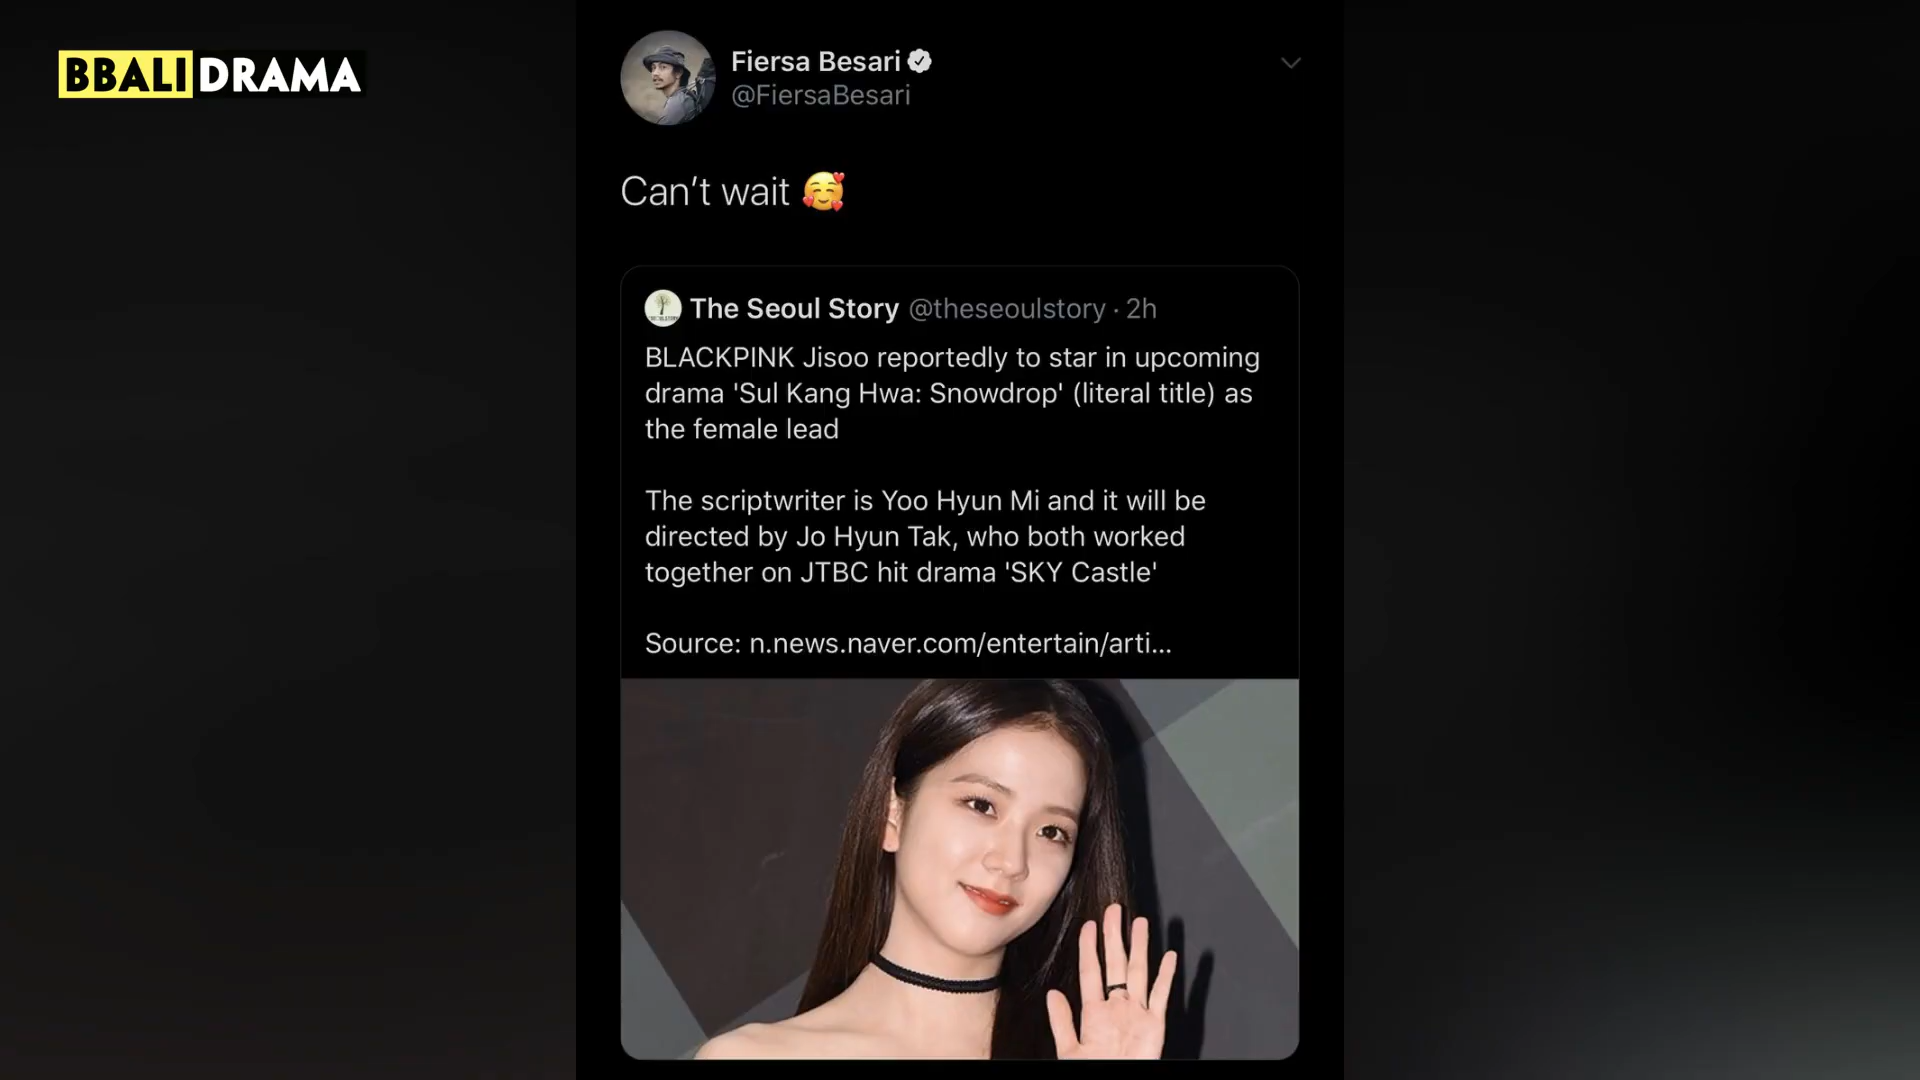 BBALI DRAMA
Fiersa Besari
@FiersaBesari
Can’t wait 🥰
The Seoul Story @theseoulstory · 2h
BLACKPINK Jisoo reportedly to star in upcoming
drama 'Sul Kang Hwa: Snowdrop' (literal title) as
the female lead
The scriptwriter is Yoo Hyun Mi and it will be
directed by Jo Hyun Tak, who both worked
together on JTBC hit drama 'SKY Castle'
Source: n.news.naver.com/entertain/arti...